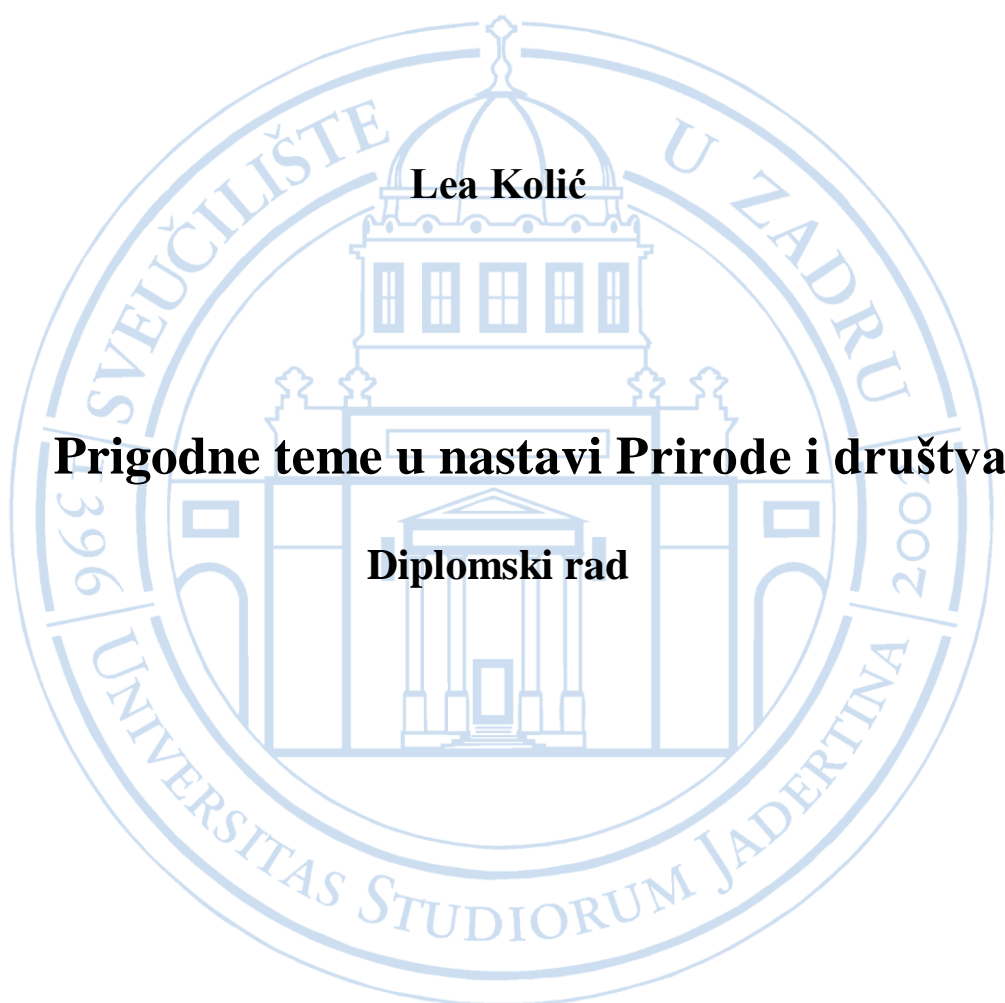 Lea Kolić
Prigodne teme u nastavi Prirode i društva
Diplomski rad
SVEUČILIŠTE U ZADRU
1396
2002
UNIVERSITAS STUDIORUM JADERTINA